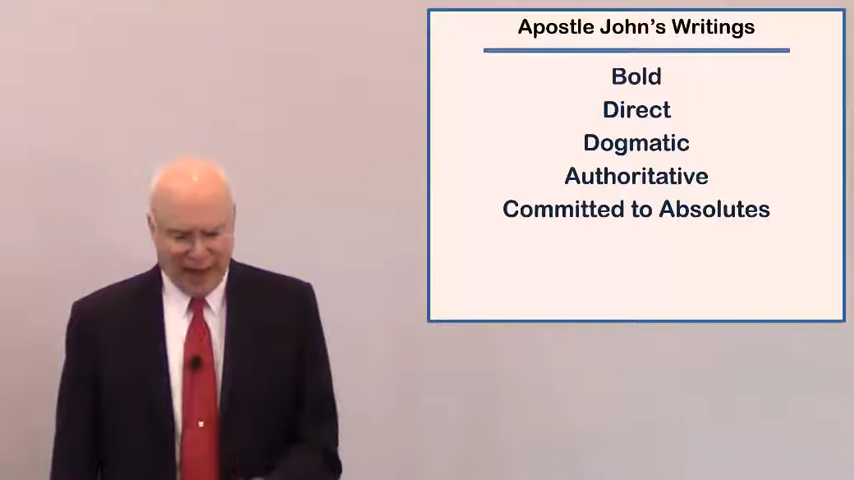 Apostle John's Writings
Bold
Direct
Dogmatic
Authoritative
Committed to Absolutes